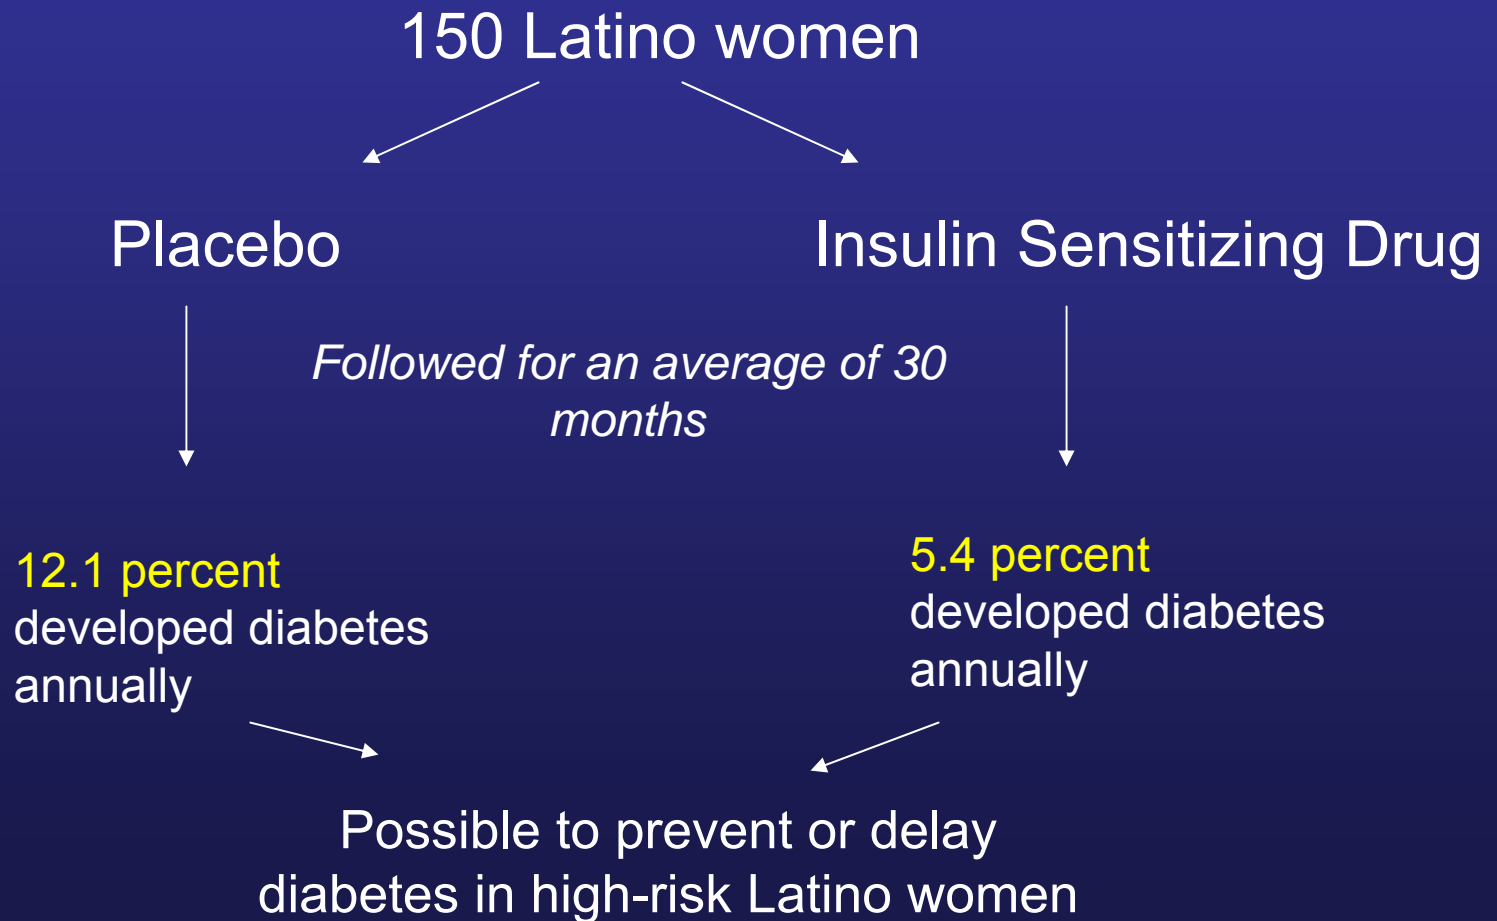 150 Latino women
Placebo
Insulin Sensitizing Drug
Followed for an average of 30
months
12.1 percent
developed diabetes
annually
5.4 percent
developed diabetes
annually
Possible to prevent or delay
diabetes in high-risk Latino women